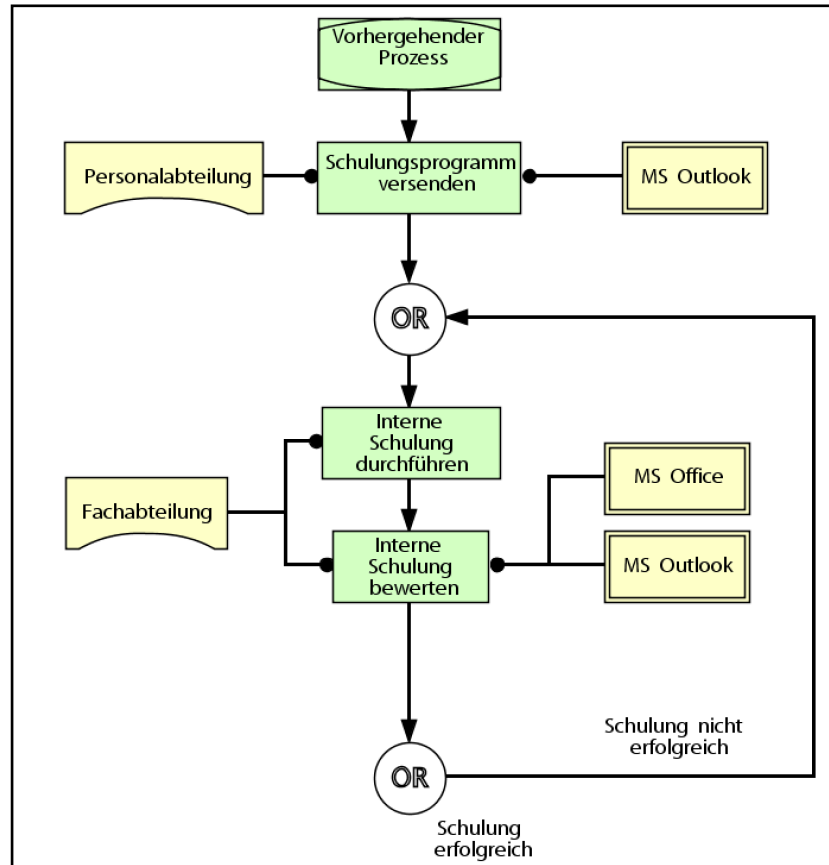 Vorhergehender
Prozess
Personalabteilung
Schulungsprogramm
versenden
MS Outlook
OR
Interne
Schulung
durchführen
MS Office
Fachabteilung
Interne
Schulung
bewerten
MS Outlook
Schulung nicht
erfolgreich
OR
Schulung
erfolgreich